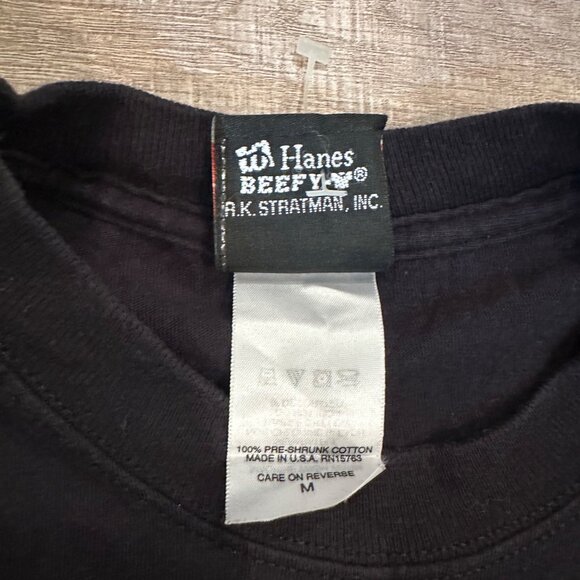 Hanes
BEEFY-T®
R.K. STRATMAN, INC.
100% PRE-SHRUNK COTTON
MADE IN U.S.A. RN15763
CARE ON REVERSE
M